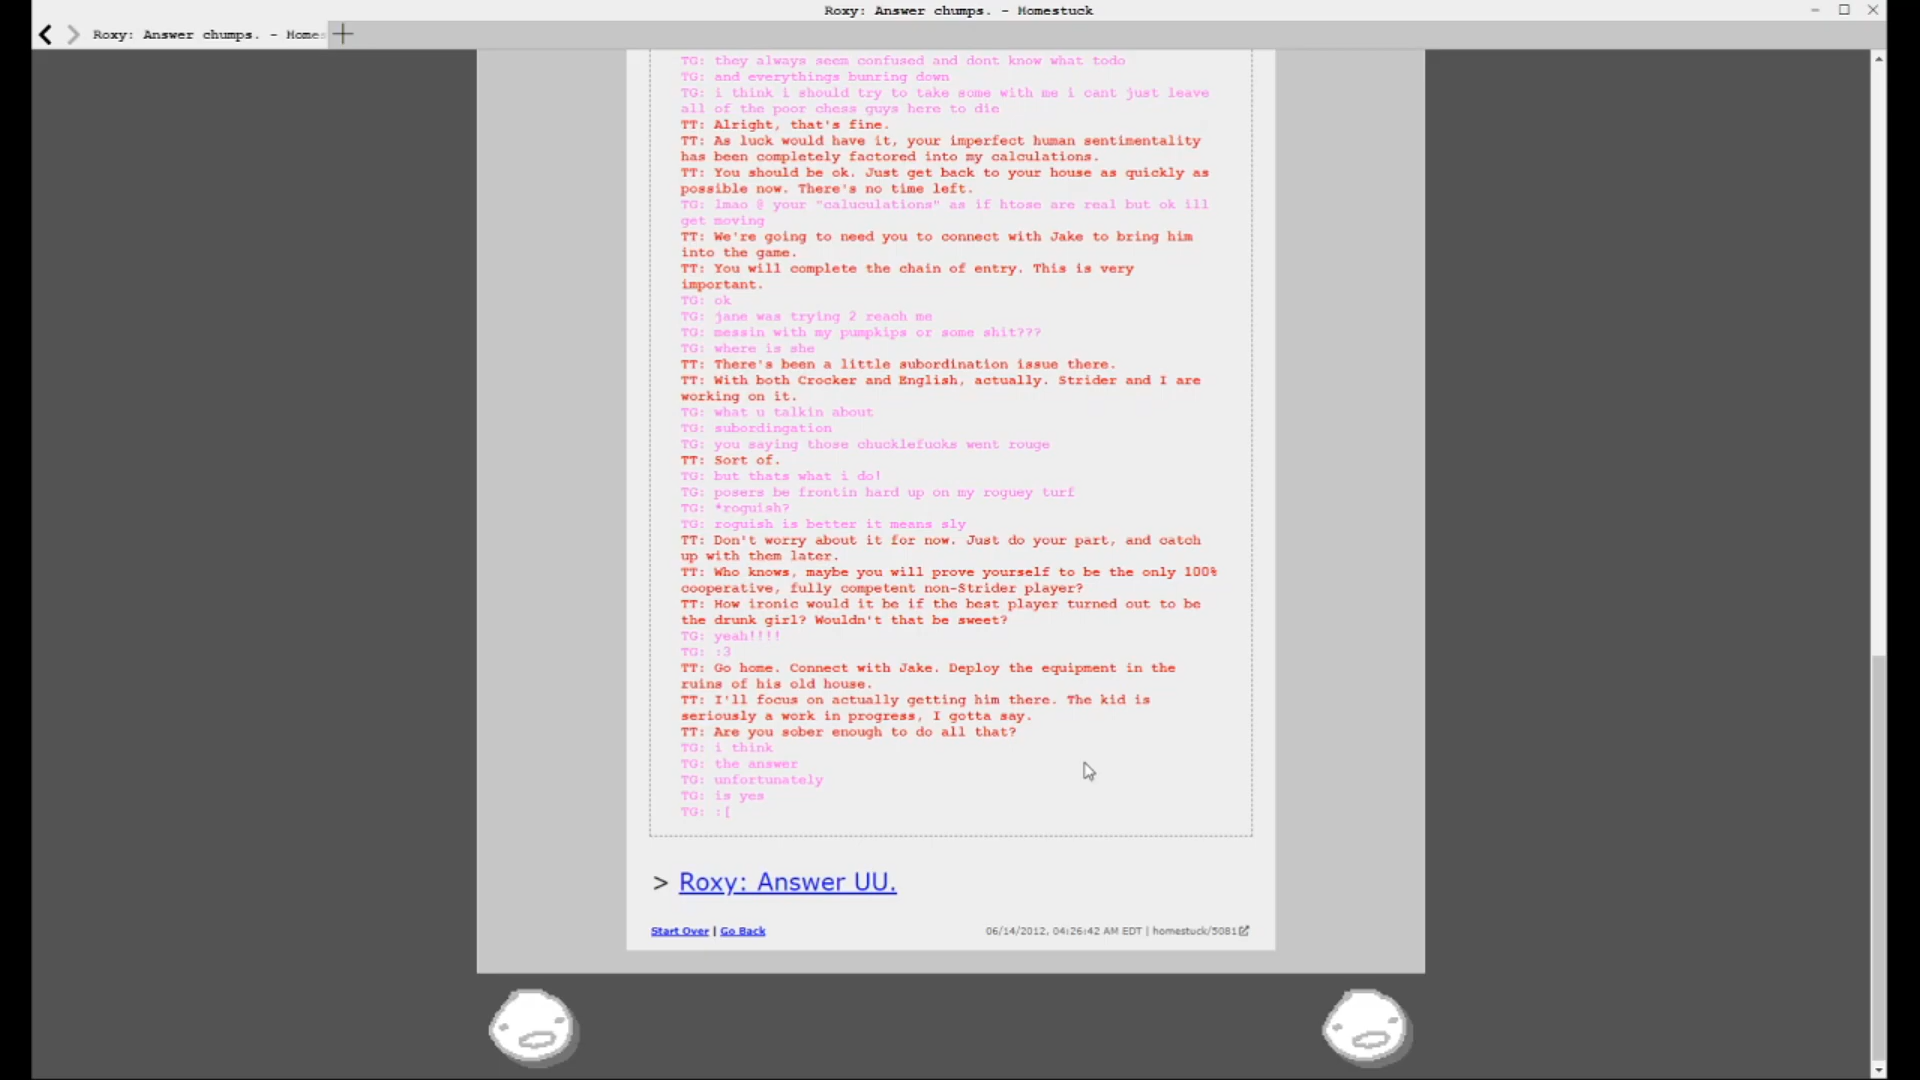 Roxy: Answer chumps. - Homestuck
Roxy: Answer chumps. - Homes
TG: they always seem confused and dont know what todo
TG: and everythings bunring down
TG: i think i should try to take some with me i cant just leave
all of the poor chess guys here to die
TT: Alright, that's fine.
TT: As luck would have it, your imperfect human sentimentality
has been completely factored into my calculations.
TT: You should be ok. Just get back to your house as quickly as
possible now. There's no time left.
TG: lmao @ your "caluculations" as if htose are real but ok ill
get moving
TT: We're going to need you to connect with Jake to bring him
into the game.
TT: You will complete the chain of entry. This is very
important.
TG: ok
TG: jane was trying 2 reach me
TG: messin with my pumpkips or some shit???
TG: where is she
TT: There's been a little subordination issue there.
TT: With both Crocker and English, actually. Strider and I are
working on it.
TG: what u talkin about
TG: subordingation
TG: you saying those chucklefucks went rouge
TT: Sort of.
TG: but thats what i do!
TG: posers be frontin hard up on my roguey turf
TG: *roguish?
TG: roguish is better it means sly
TT: Don't worry about it for now. Just do your part, and catch
up with them later.
TT: Who knows, maybe you will prove yourself to be the only 100%
cooperative, fully competent non-Strider player?
TT: How ironic would it be if the best player turned out to be
the drunk girl? Wouldn't that be sweet?
TG: yeah!!!!
TG: :3
TT: Go home. Connect with Jake. Deploy the equipment in the
ruins of his old house.
TT: I'll focus on actually getting him there. The kid is
seriously a work in progress, I gotta say.
TT: Are you sober enough to do all that?
TG: i think
TG: the answer
TG: unfortunately
TG: is yes
TG: :[
> Roxy: Answer UU.
Start Over | Go Back
06/14/2012, 04:26:42 AM EDT | homestuck/5081